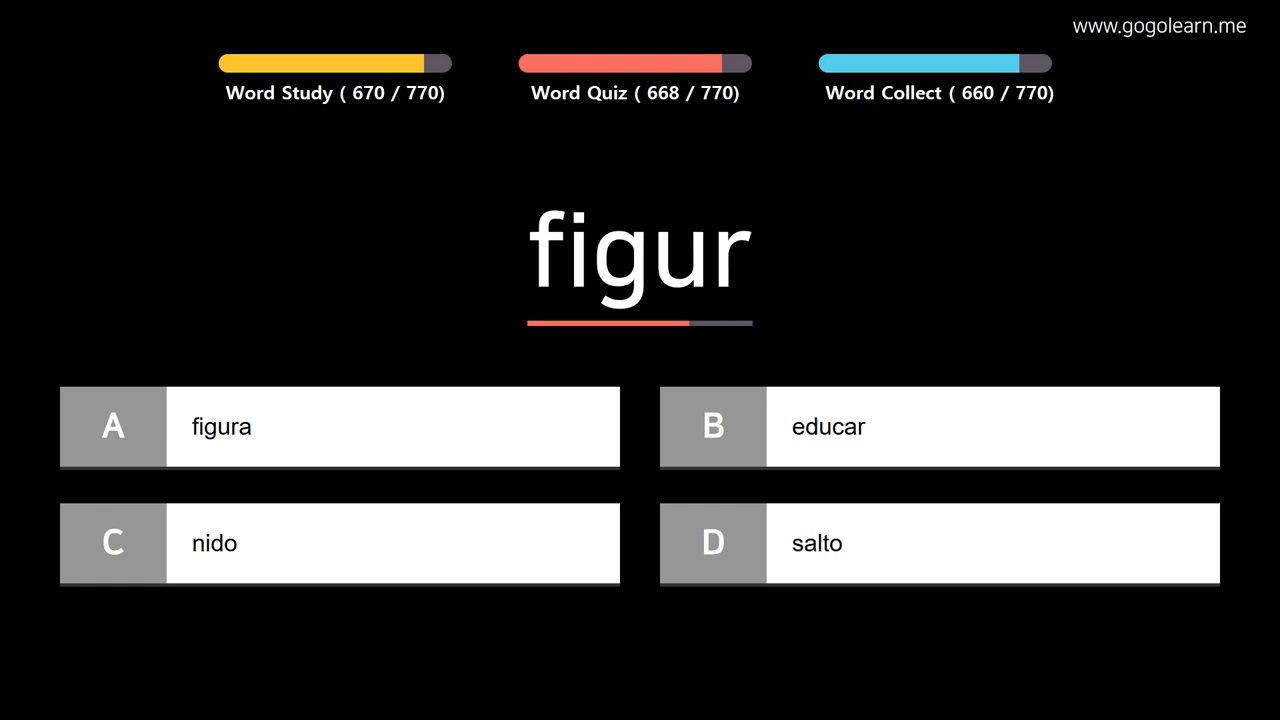 www.gogolearn.me
Word Study ( 670 / 770)
Word Quiz ( 668 / 770)
Word Collect ( 660 / 770)
figur
A figura
B educar
C nido
D salto